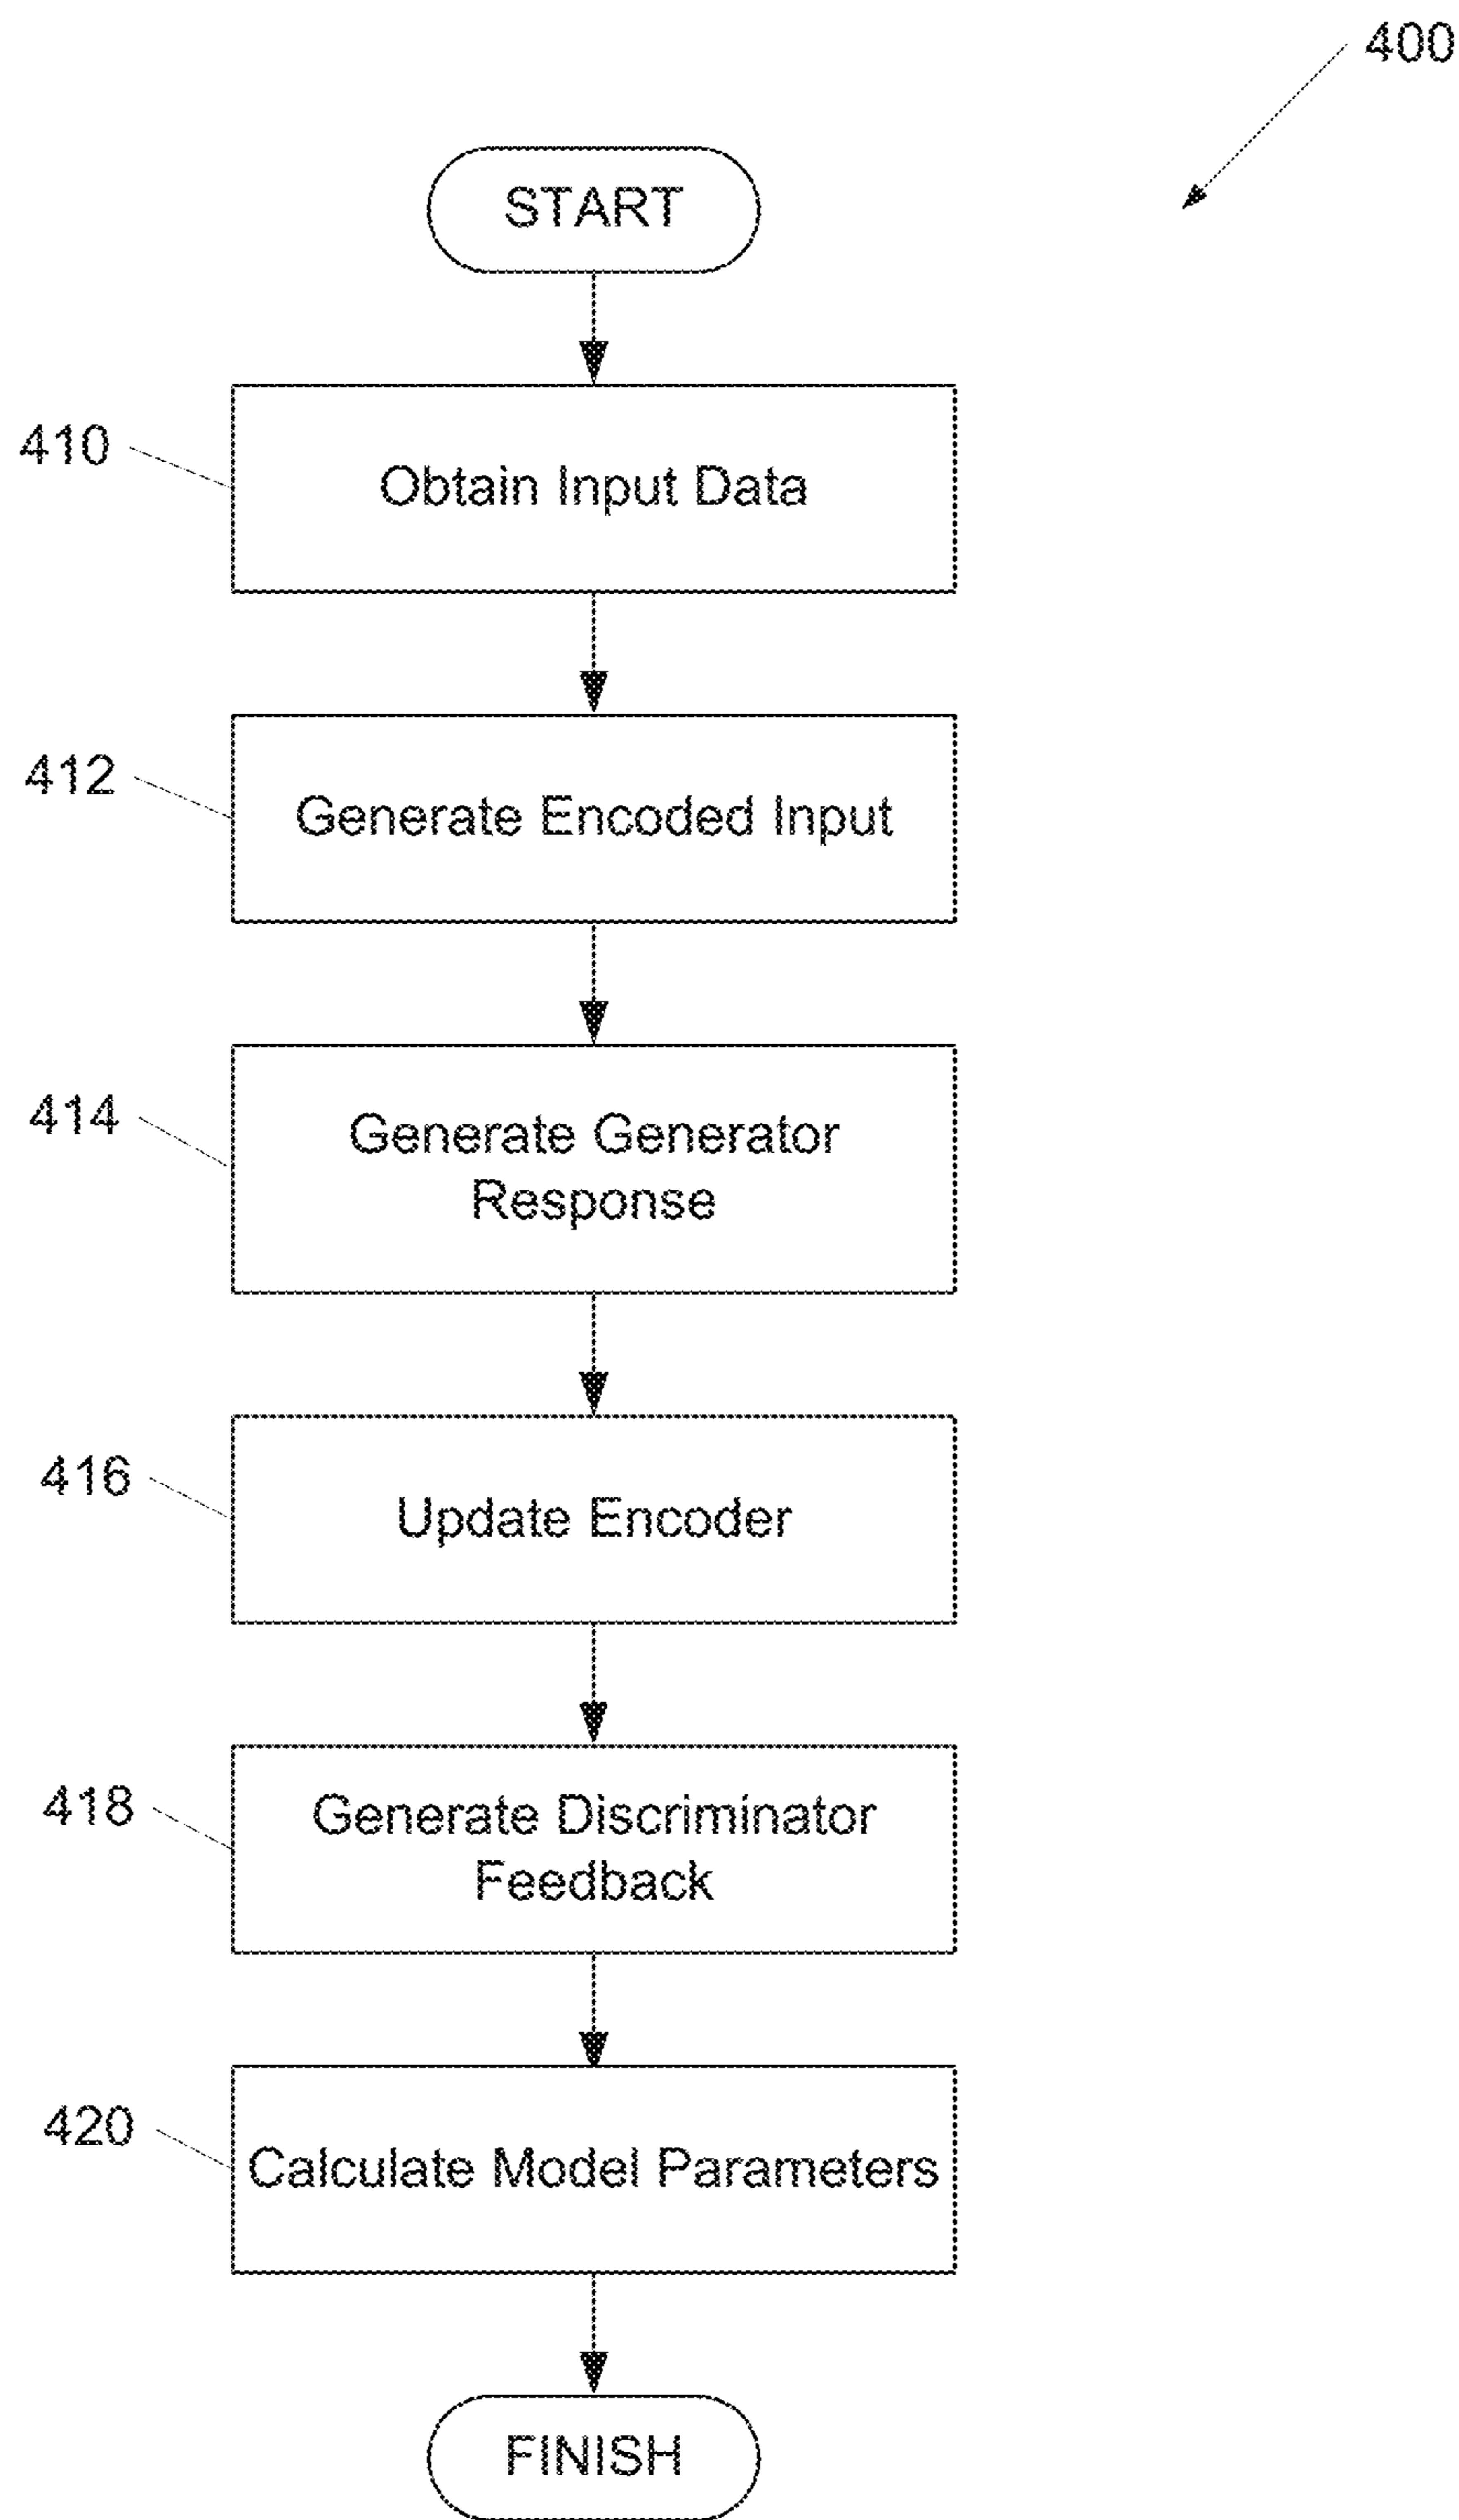 400
START
410
Obtain Input Data
412
Generate Encoded Input
414
Generate Generator
Response
416
Update Encoder
418
Generate Discriminator
Feedback
420
Calculate Model Parameters
FINISH